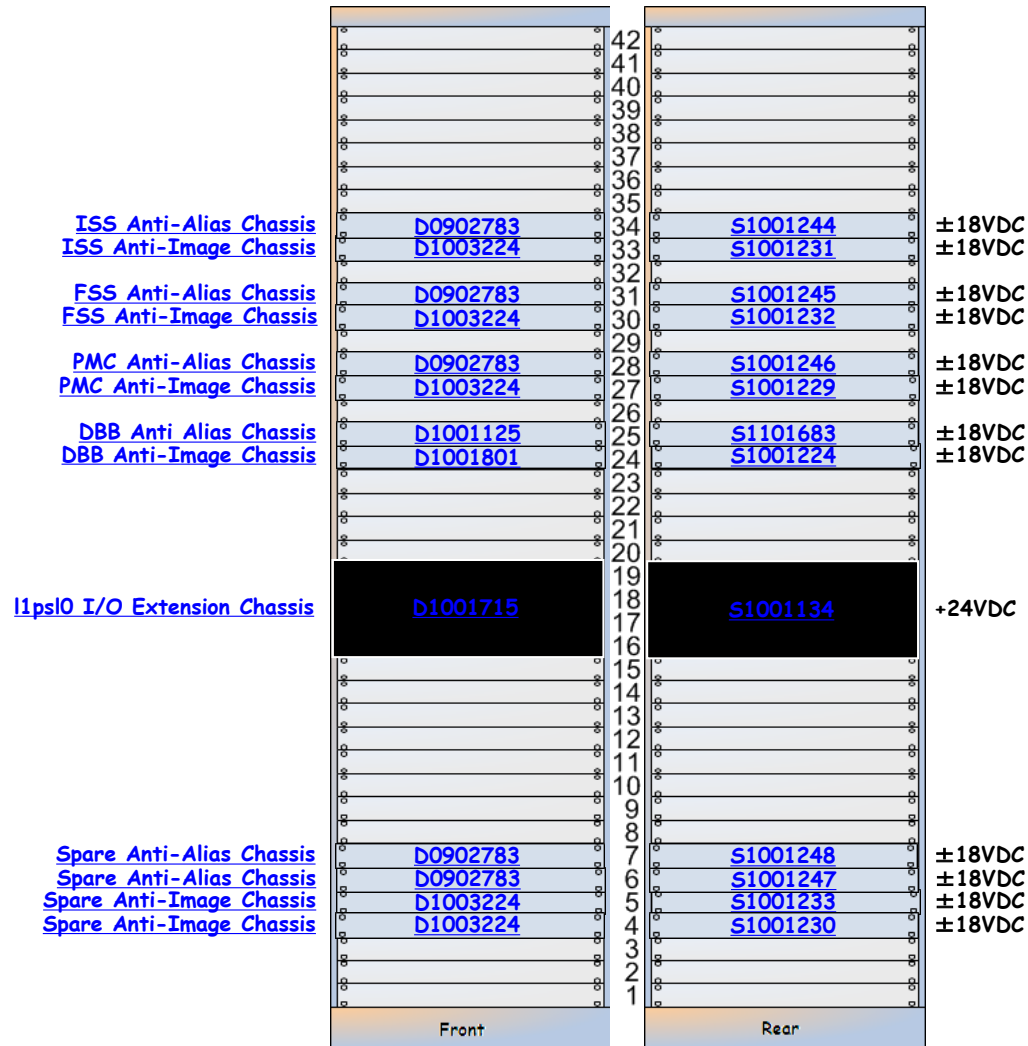 42
41
40
39
38
37
36
35
ISS Anti-Alias Chassis D0902783 34 S1001244 ±18VDC
ISS Anti-Image Chassis D1003224 33 S1001231 ±18VDC
32
FSS Anti-Alias Chassis D0902783 31 S1001245 ±18VDC
FSS Anti-Image Chassis D1003224 30 S1001232 ±18VDC
29
PMC Anti-Alias Chassis D0902783 28 S1001246 ±18VDC
PMC Anti-Image Chassis D1003224 27 S1001229 ±18VDC
26
DBB Anti Alias Chassis D1001125 25 S1101683 ±18VDC
DBB Anti-Image Chassis D1001801 24 S1001224 ±18VDC
23
22
21
20
19
l1psl0 I/O Extension Chassis D1001715 18 S1001134 +24VDC
17
16
15
14
13
12
11
10
9
8
Spare Anti-Alias Chassis D0902783 7 S1001248 ±18VDC
Spare Anti-Alias Chassis D0902783 6 S1001247 ±18VDC
Spare Anti-Image Chassis D1003224 5 S1001233 ±18VDC
Spare Anti-Image Chassis D1003224 4 S1001230 ±18VDC
3
2
1
Front Rear